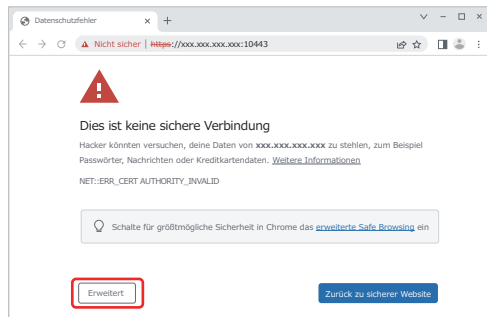 Datenschutzfehler
Nicht sicher | https://xxx.xxx.xxx.xxx:10443
Dies ist keine sichere Verbindung
Hacker könnten versuchen, deine Daten von xxx.xxx.xxx.xxx zu stehlen, zum Beispiel
Passwörter, Nachrichten oder Kreditkartendaten. Weitere Informationen
NET::ERR_CERT AUTHORITY_INVALID
Schalte für größtmögliche Sicherheit in Chrome das erweiterte Safe Browsing ein
Erweitert
Zurück zu sicherer Website